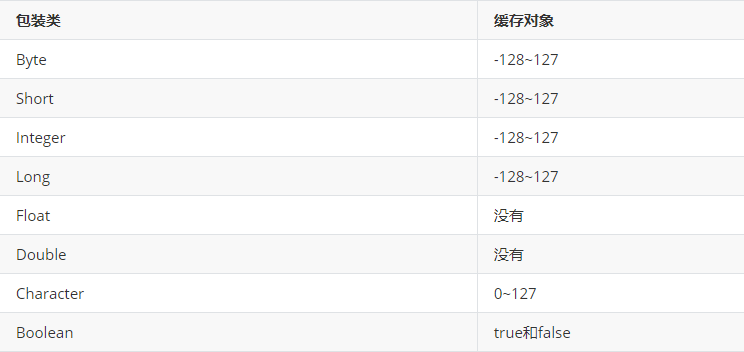 包装类 缓存对象
Byte -128~127
Short -128~127
Integer -128~127
Long -128~127
Float 没有
Double 没有
Character 0~127
Boolean true和false